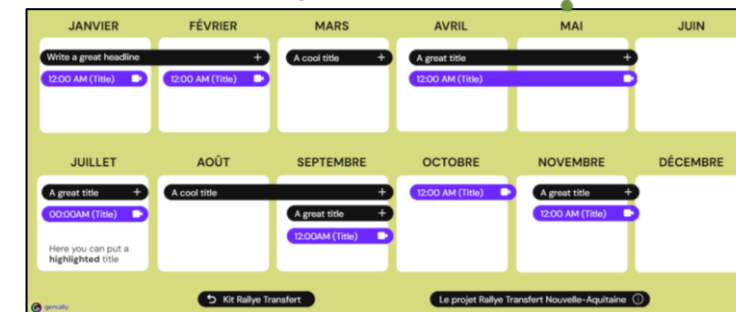 JANVIER FÉVRIER MARS AVRIL MAI JUIN
Write a great headline + A cool title + A great title +
12:00 AM (Title) 12:00 AM (Title) 12:00 AM (Title)
JUILLET AOÛT SEPTEMBRE OCTOBRE NOVEMBRE DÉCEMBRE
A great title + A cool title + 12:00 AM (Title) A great title +
00:00AM (Title) A great title + 12:00 AM (Title)
12:00AM (Title)
Here you can put a
highlighted title
Kit Rallye Transfert Le projet Rallye Transfert Nouvelle-Aquitaine
genially